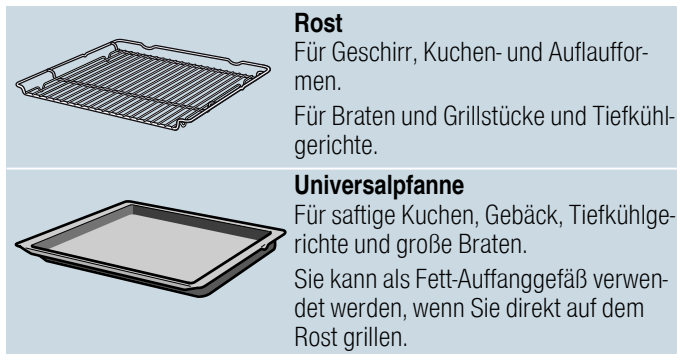 Rost
Für Geschirr, Kuchen- und Auflauffor-
men.
Für Braten und Grillstücke und Tiefkühl-
gerichte.
Universalpfanne
Für saftige Kuchen, Gebäck, Tiefkühlge-
richte und große Braten.
Sie kann als Fett-Auffanggefäß verwen-
det werden, wenn Sie direkt auf dem
Rost grillen.